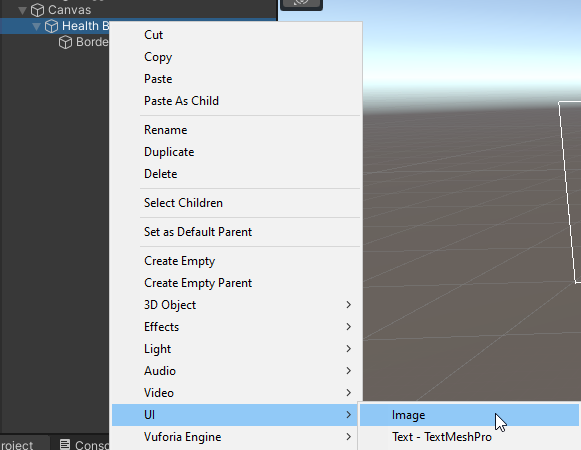 Canvas
Health B
Borde
Cut
Copy
Paste
Paste As Child
Rename
Duplicate
Delete
Select Children
Set as Default Parent
Create Empty
Create Empty Parent
3D Object
Effects
Light
Audio
Video
UI
Image
Vuforia Engine
Text - TextMeshPro
roject
Consc